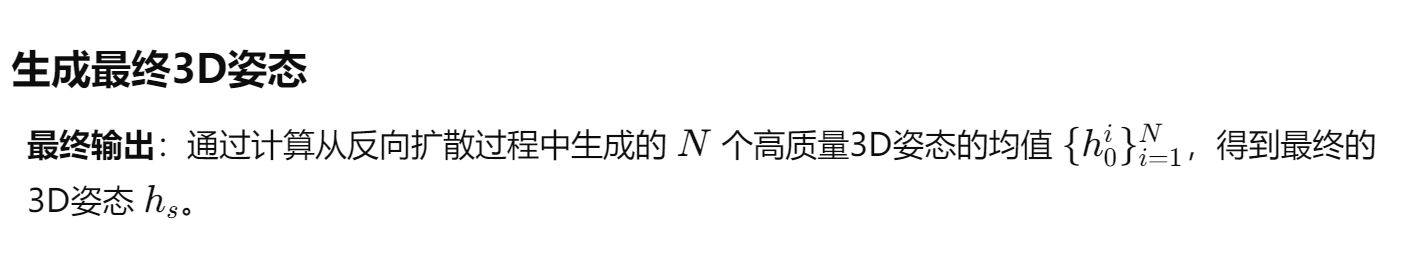 生成最终3D姿态
最终输出：通过计算从反向扩散过程中生成的 $N$ 个高质量3D姿态的均值 $\{h_0^i\}_{i=1}^N$，得到最终的
3D姿态 $h_s$。